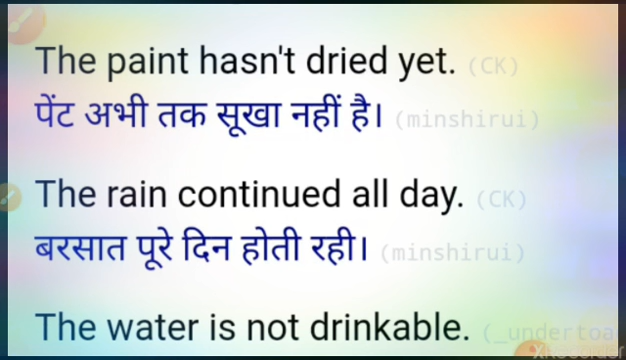 The paint hasn't dried yet. (CK)
पेंट अभी तक सूखा नहीं है। (minshirui)
The rain continued all day. (CK)
बरसात पूरे दिन होती रही। (minshirui)
The water is not drinkable. (_undertoa